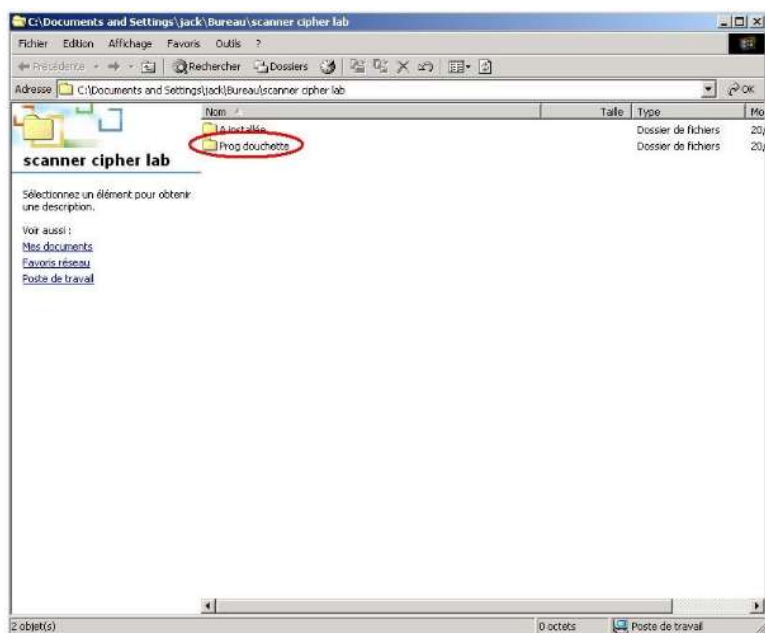 C:\Documents and Settings\jack\Bureau\scanner cipher lab
Fichier Edition Affichage Favoris Outils ?
Précédente Rechercher Dossiers
Adresse C:\Documents and Settings\jack\Bureau\scanner cipher lab OK
Nom Taille Type Mo
A installée Dossier de fichiers 20/
Prog douchette Dossier de fichiers 20/
scanner cipher lab
Sélectionnez un élément pour obtenir
une description.
Voir aussi :
Mes documents
Favoris réseau
Poste de travail
2 objet(s) 0 octets Poste de travail